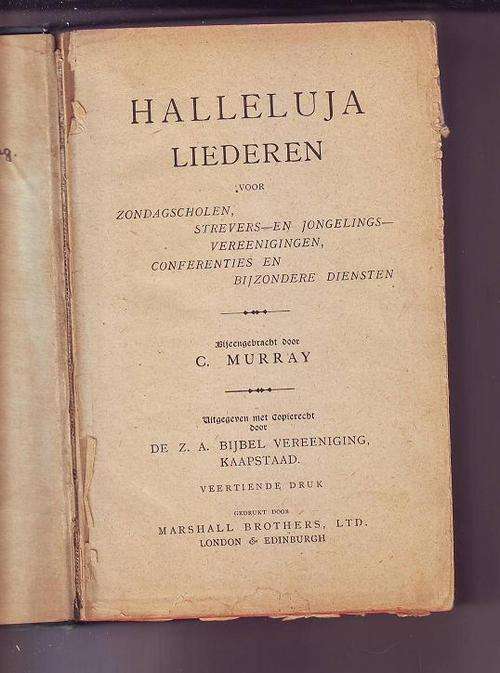 HALLELUJA
LIEDEREN
VOOR
ZONDAGSCHOLEN,
STREVERS—EN JONGELINGS—
VEREENIGINGEN,
CONFERENTIES EN
BIJZONDERE DIENSTEN
Bijeengebracht door
C. MURRAY
Uitgegeven met Copierecht
door
DE Z. A. BIJBEL VEREENIGING,
KAAPSTAAD.
VEERTIENDE DRUK
GEDRUKT DOOR
MARSHALL BROTHERS, LTD.
LONDON & EDINBURGH